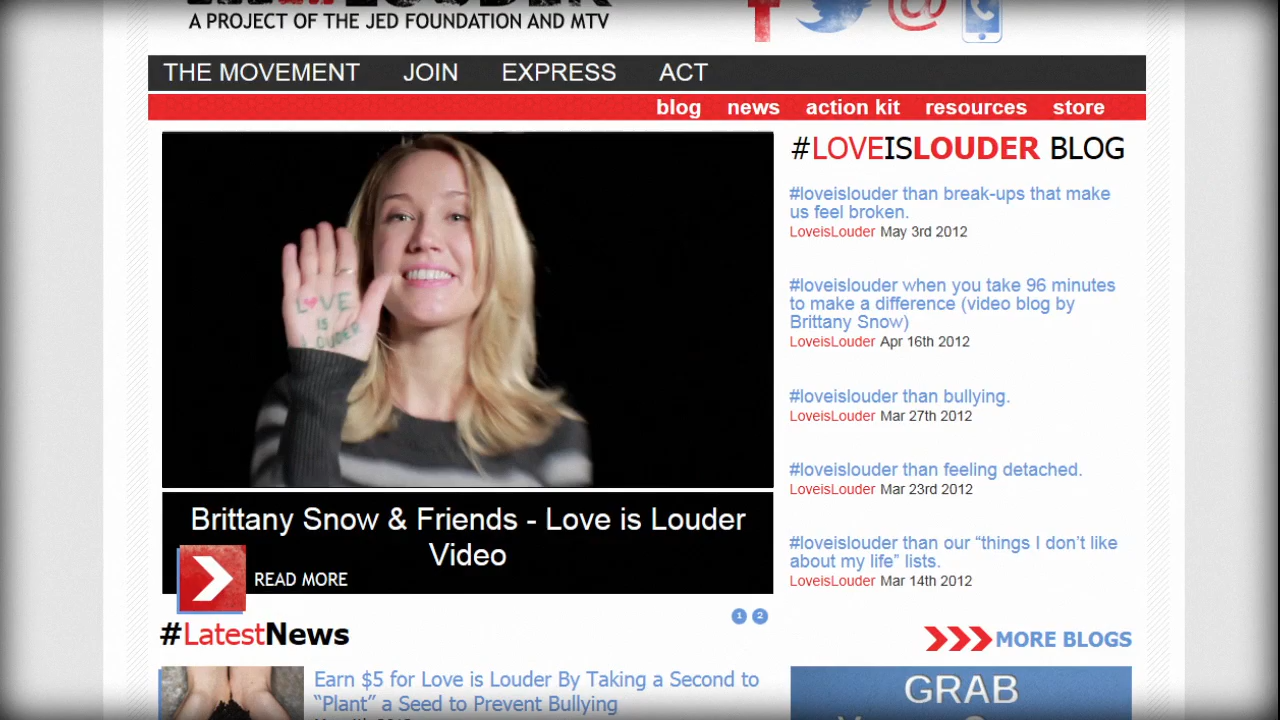 LOUDER
A PROJECT OF THE JED FOUNDATION AND MTV
THE MOVEMENT JOIN EXPRESS ACT
blog news action kit resources store
LOVE
IS
LOUDER
Brittany Snow & Friends - Love is Louder
Video
READ MORE
1 2
#LatestNews
Earn $5 for Love is Louder By Taking a Second to
“Plant” a Seed to Prevent Bullying
#LOVEISLOUDER BLOG
#loveislouder than break-ups that make
us feel broken.
LoveisLouder May 3rd 2012
#loveislouder when you take 96 minutes
to make a difference (video blog by
Brittany Snow)
LoveisLouder Apr 16th 2012
#loveislouder than bullying.
LoveisLouder Mar 27th 2012
#loveislouder than feeling detached.
LoveisLouder Mar 23rd 2012
#loveislouder than our “things I don’t like
about my life” lists.
LoveisLouder Mar 14th 2012
MORE BLOGS
GRAB